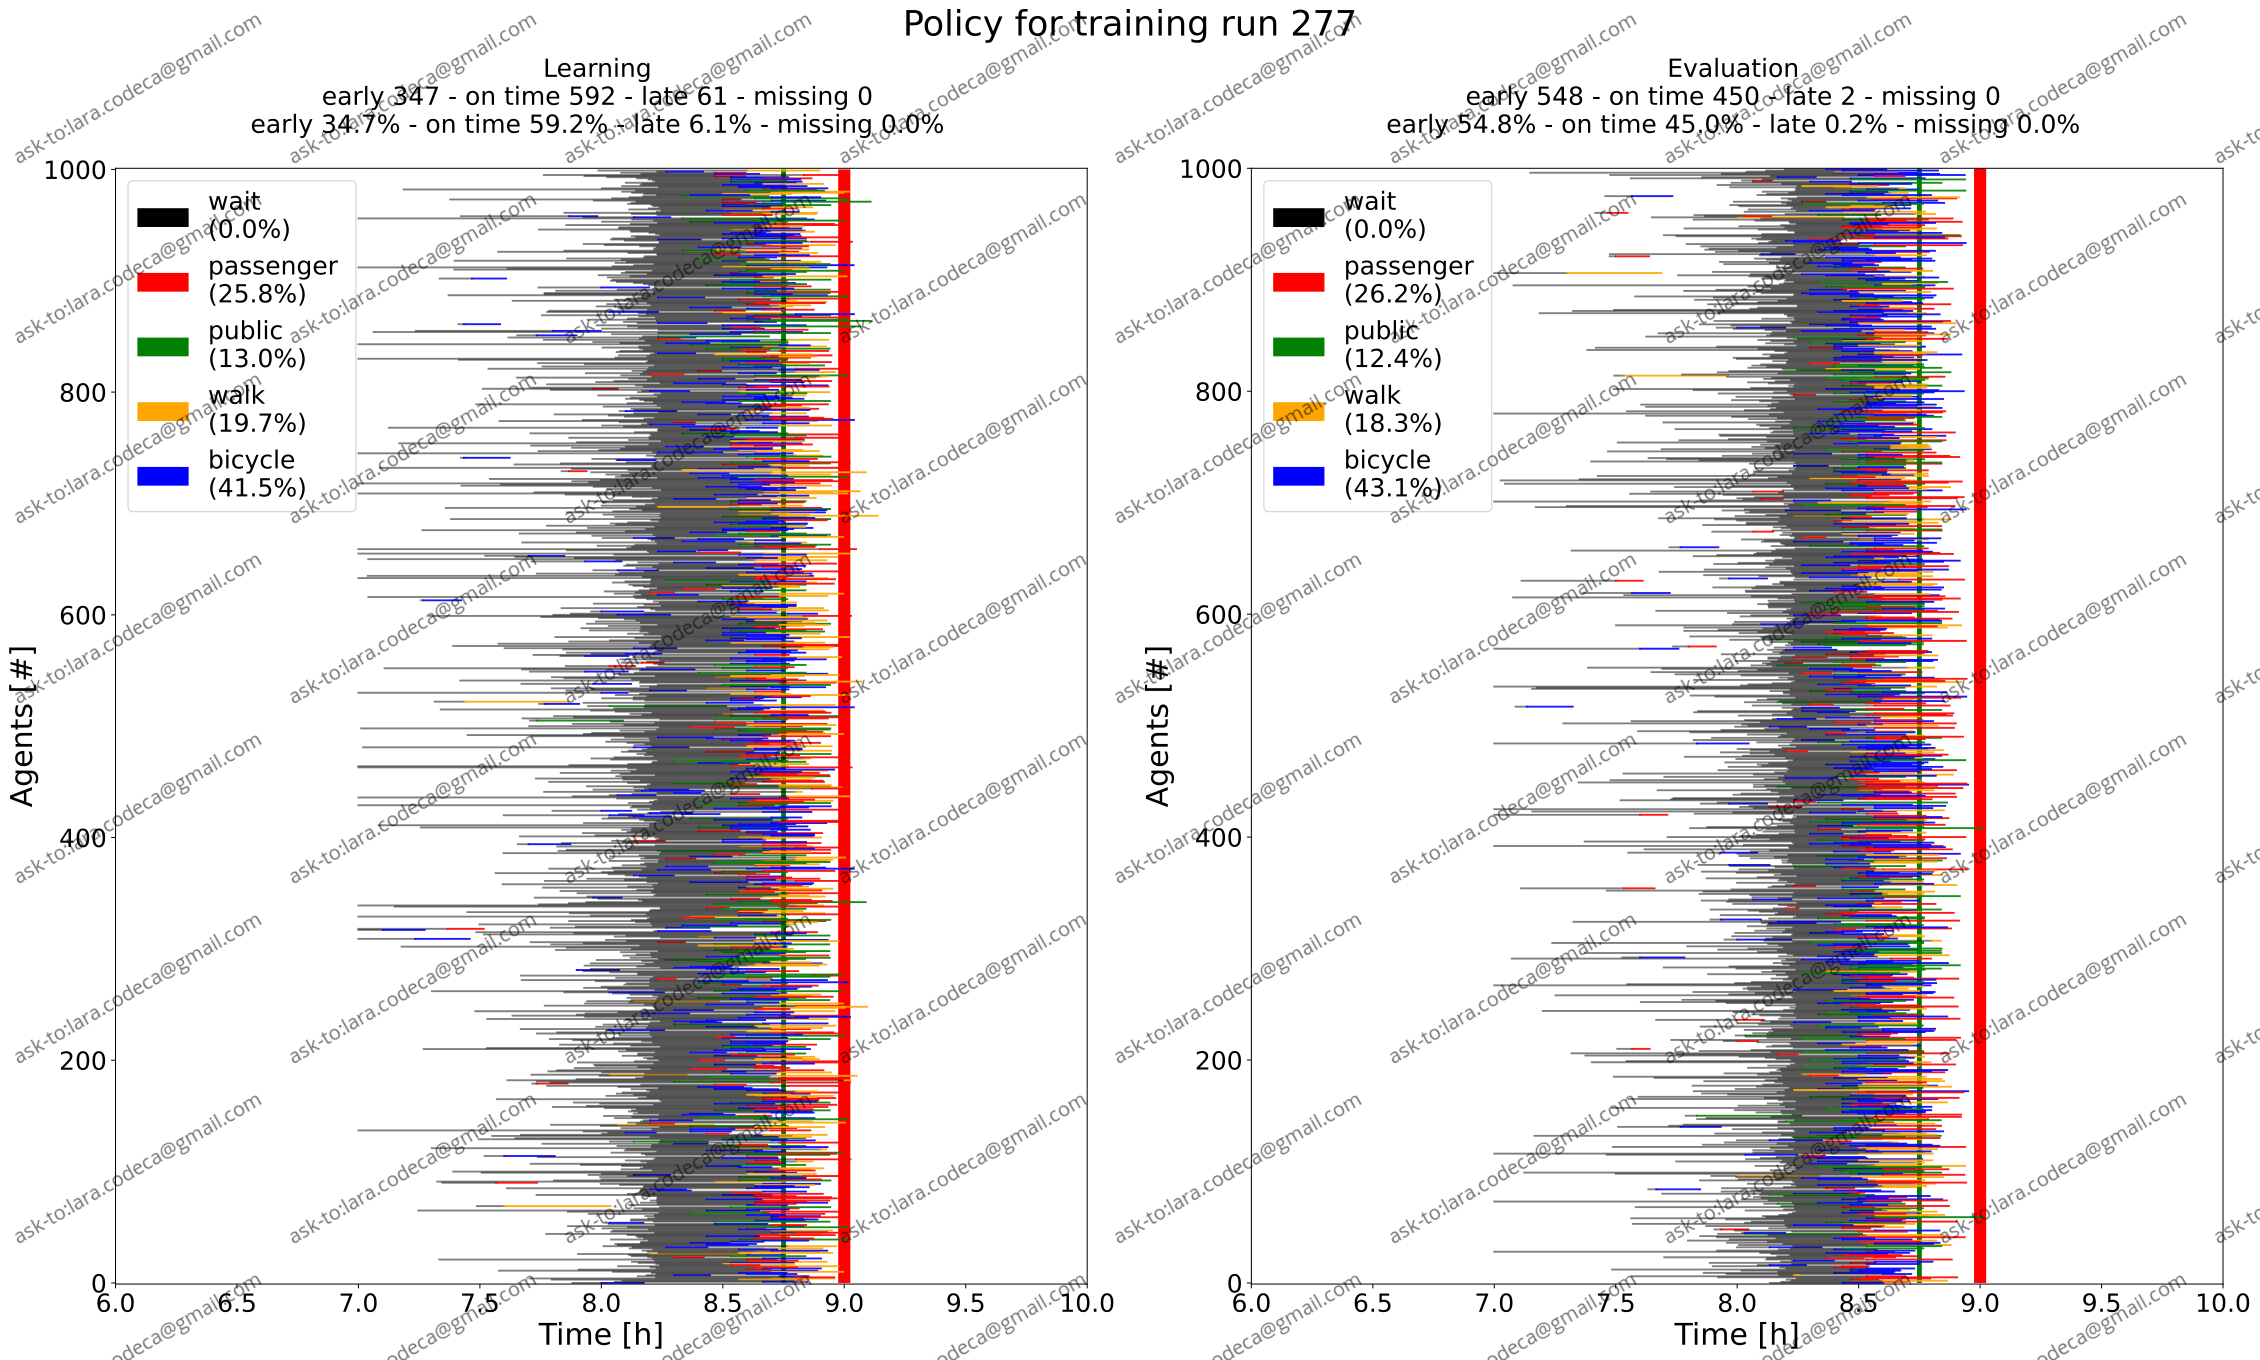 Policy for training run 277
Learning
early 347 - on time 592 - late 61 - missing 0
early 34.7% - on time 59.2% - late 6.1% - missing 0.0%
Evaluation
early 548 - on time 450 - late 2 - missing 0
early 54.8% - on time 45.0% - late 0.2% - missing 0.0%
Agents [#]
1000
800
600
400
200
0
wait
(0.0%)
passenger
(25.8%)
public
(13.0%)
walk
(19.7%)
bicycle
(41.5%)
6.0 6.5 7.0 7.5 8.0 8.5 9.0 9.5 10.0
Time [h]
Agents [#]
1000
800
600
400
200
0
wait
(0.0%)
passenger
(26.2%)
public
(12.4%)
walk
(18.3%)
bicycle
(43.1%)
6.0 6.5 7.0 7.5 8.0 8.5 9.0 9.5 10.0
Time [h]
ask-to:lara.codeca@gmail.com